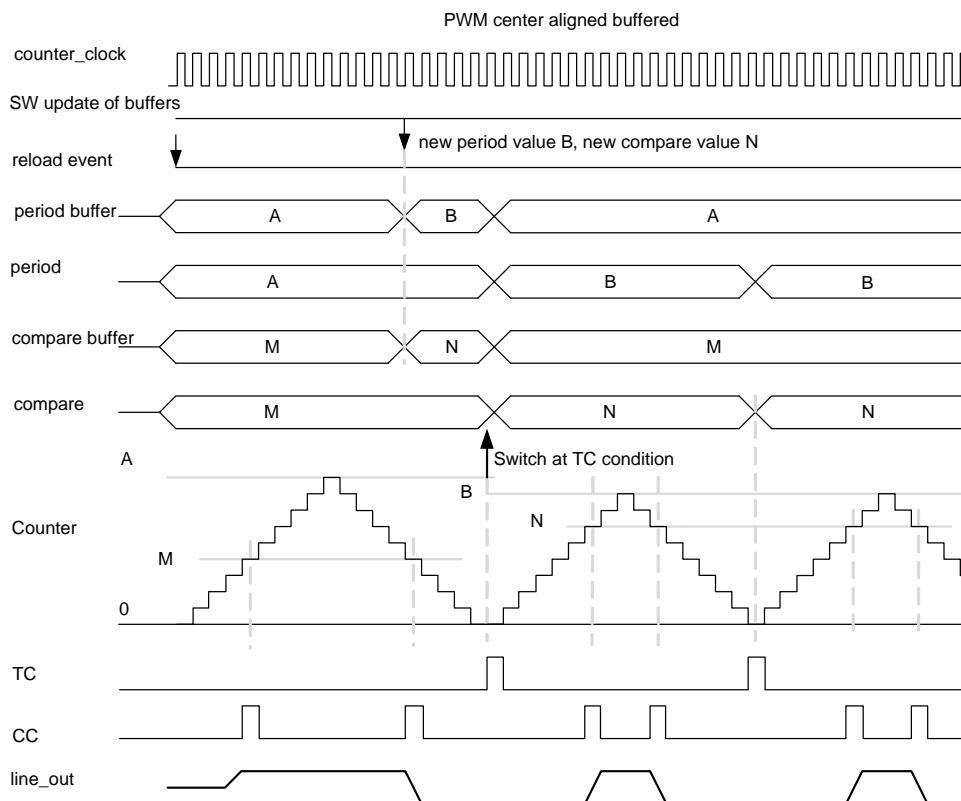 PWM center aligned buffered
counter_clock
SW update of buffers
new period value B, new compare value N
reload event
period buffer
A
B
A
period
A
B
B
compare buffer
M
N
M
compare
M
N
N
A
Switch at TC condition
B
Counter
N
M
0
TC
CC
line_out